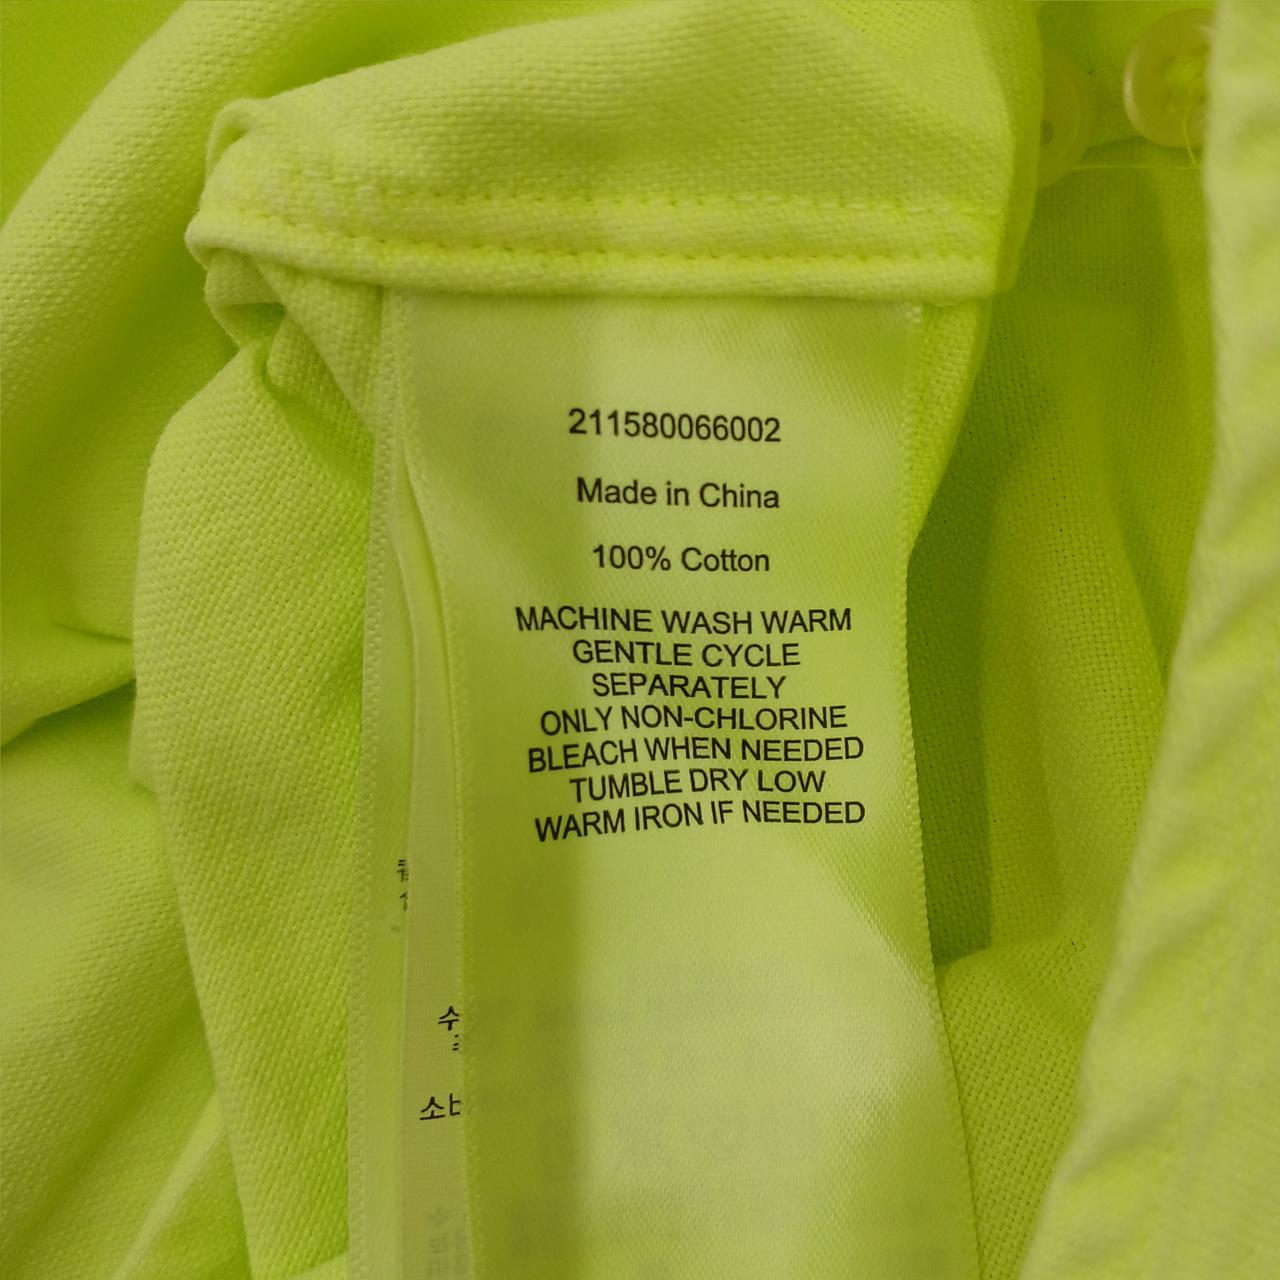 211580066002
Made in China
100% Cotton
MACHINE WASH WARM
GENTLE CYCLE
SEPARATELY
ONLY NON-CHLORINE
BLEACH WHEN NEEDED
TUMBLE DRY LOW
WARM IRON IF NEEDED